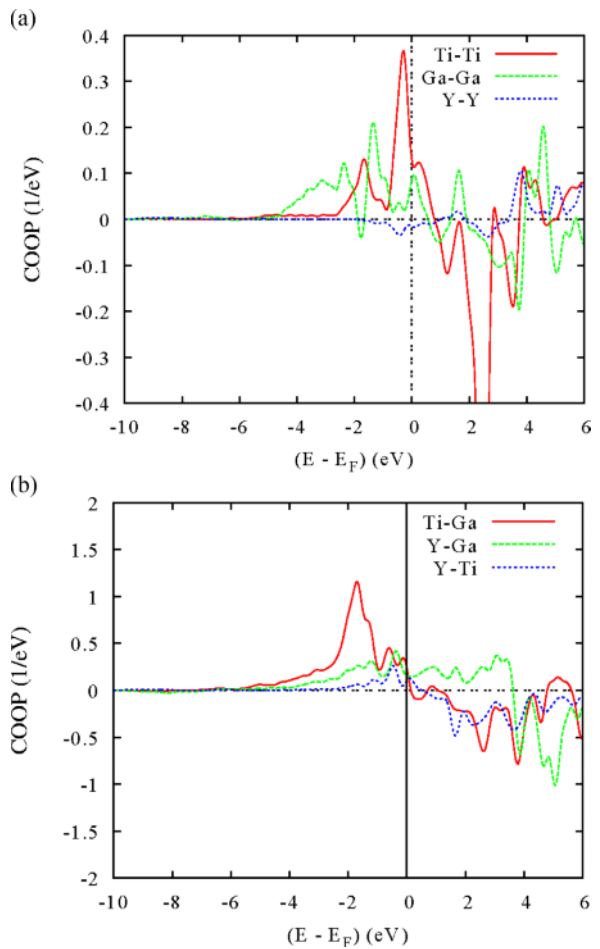 (a)
0.4
0.3
0.2
0.1
0
-0.1
-0.2
-0.3
-0.4
COOP (1/eV)
Ti-Ti
Ga-Ga
Y-Y
-10 -8 -6 -4 -2 0 2 4 6
(E - E_F) (eV)
(b)
2
1.5
1
0.5
0
-0.5
-1
-1.5
-2
COOP (1/eV)
Ti-Ga
Y-Ga
Y-Ti
-10 -8 -6 -4 -2 0 2 4 6
(E - E_F) (eV)